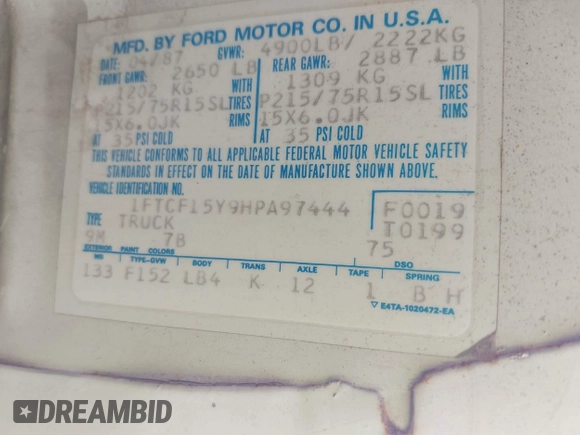 MFD. BY FORD MOTOR CO. IN U.S.A.
DATE: 04/87 GVWR: 4900LB/ 2222KG
FRONT GAWR: 2650 LB REAR GAWR: 2887 LB
1202 KG WITH 1309 KG WITH
P215/75R15SL TIRES P215/75R15SL TIRES
15X6.0JK RIMS 15X6.0JK RIMS
AT 35 PSI COLD AT 35 PSI COLD
THIS VEHICLE CONFORMS TO ALL APPLICABLE FEDERAL MOTOR VEHICLE SAFETY
STANDARDS IN EFFECT ON THE DATE OF MANUFACTURE SHOWN ABOVE.
VEHICLE IDENTIFICATION NO.
1FTCF15Y9HPA97444 F0019
TYPE TRUCK T0199
9M 7B 75
EXTERIOR PAINT COLORS DSO
WB TYPE-GVW BODY TRANS AXLE TAPE SPRING
133 F152 LB4 K 12 1 B H
▽ E4TA-1020472-EA
DREAMBID